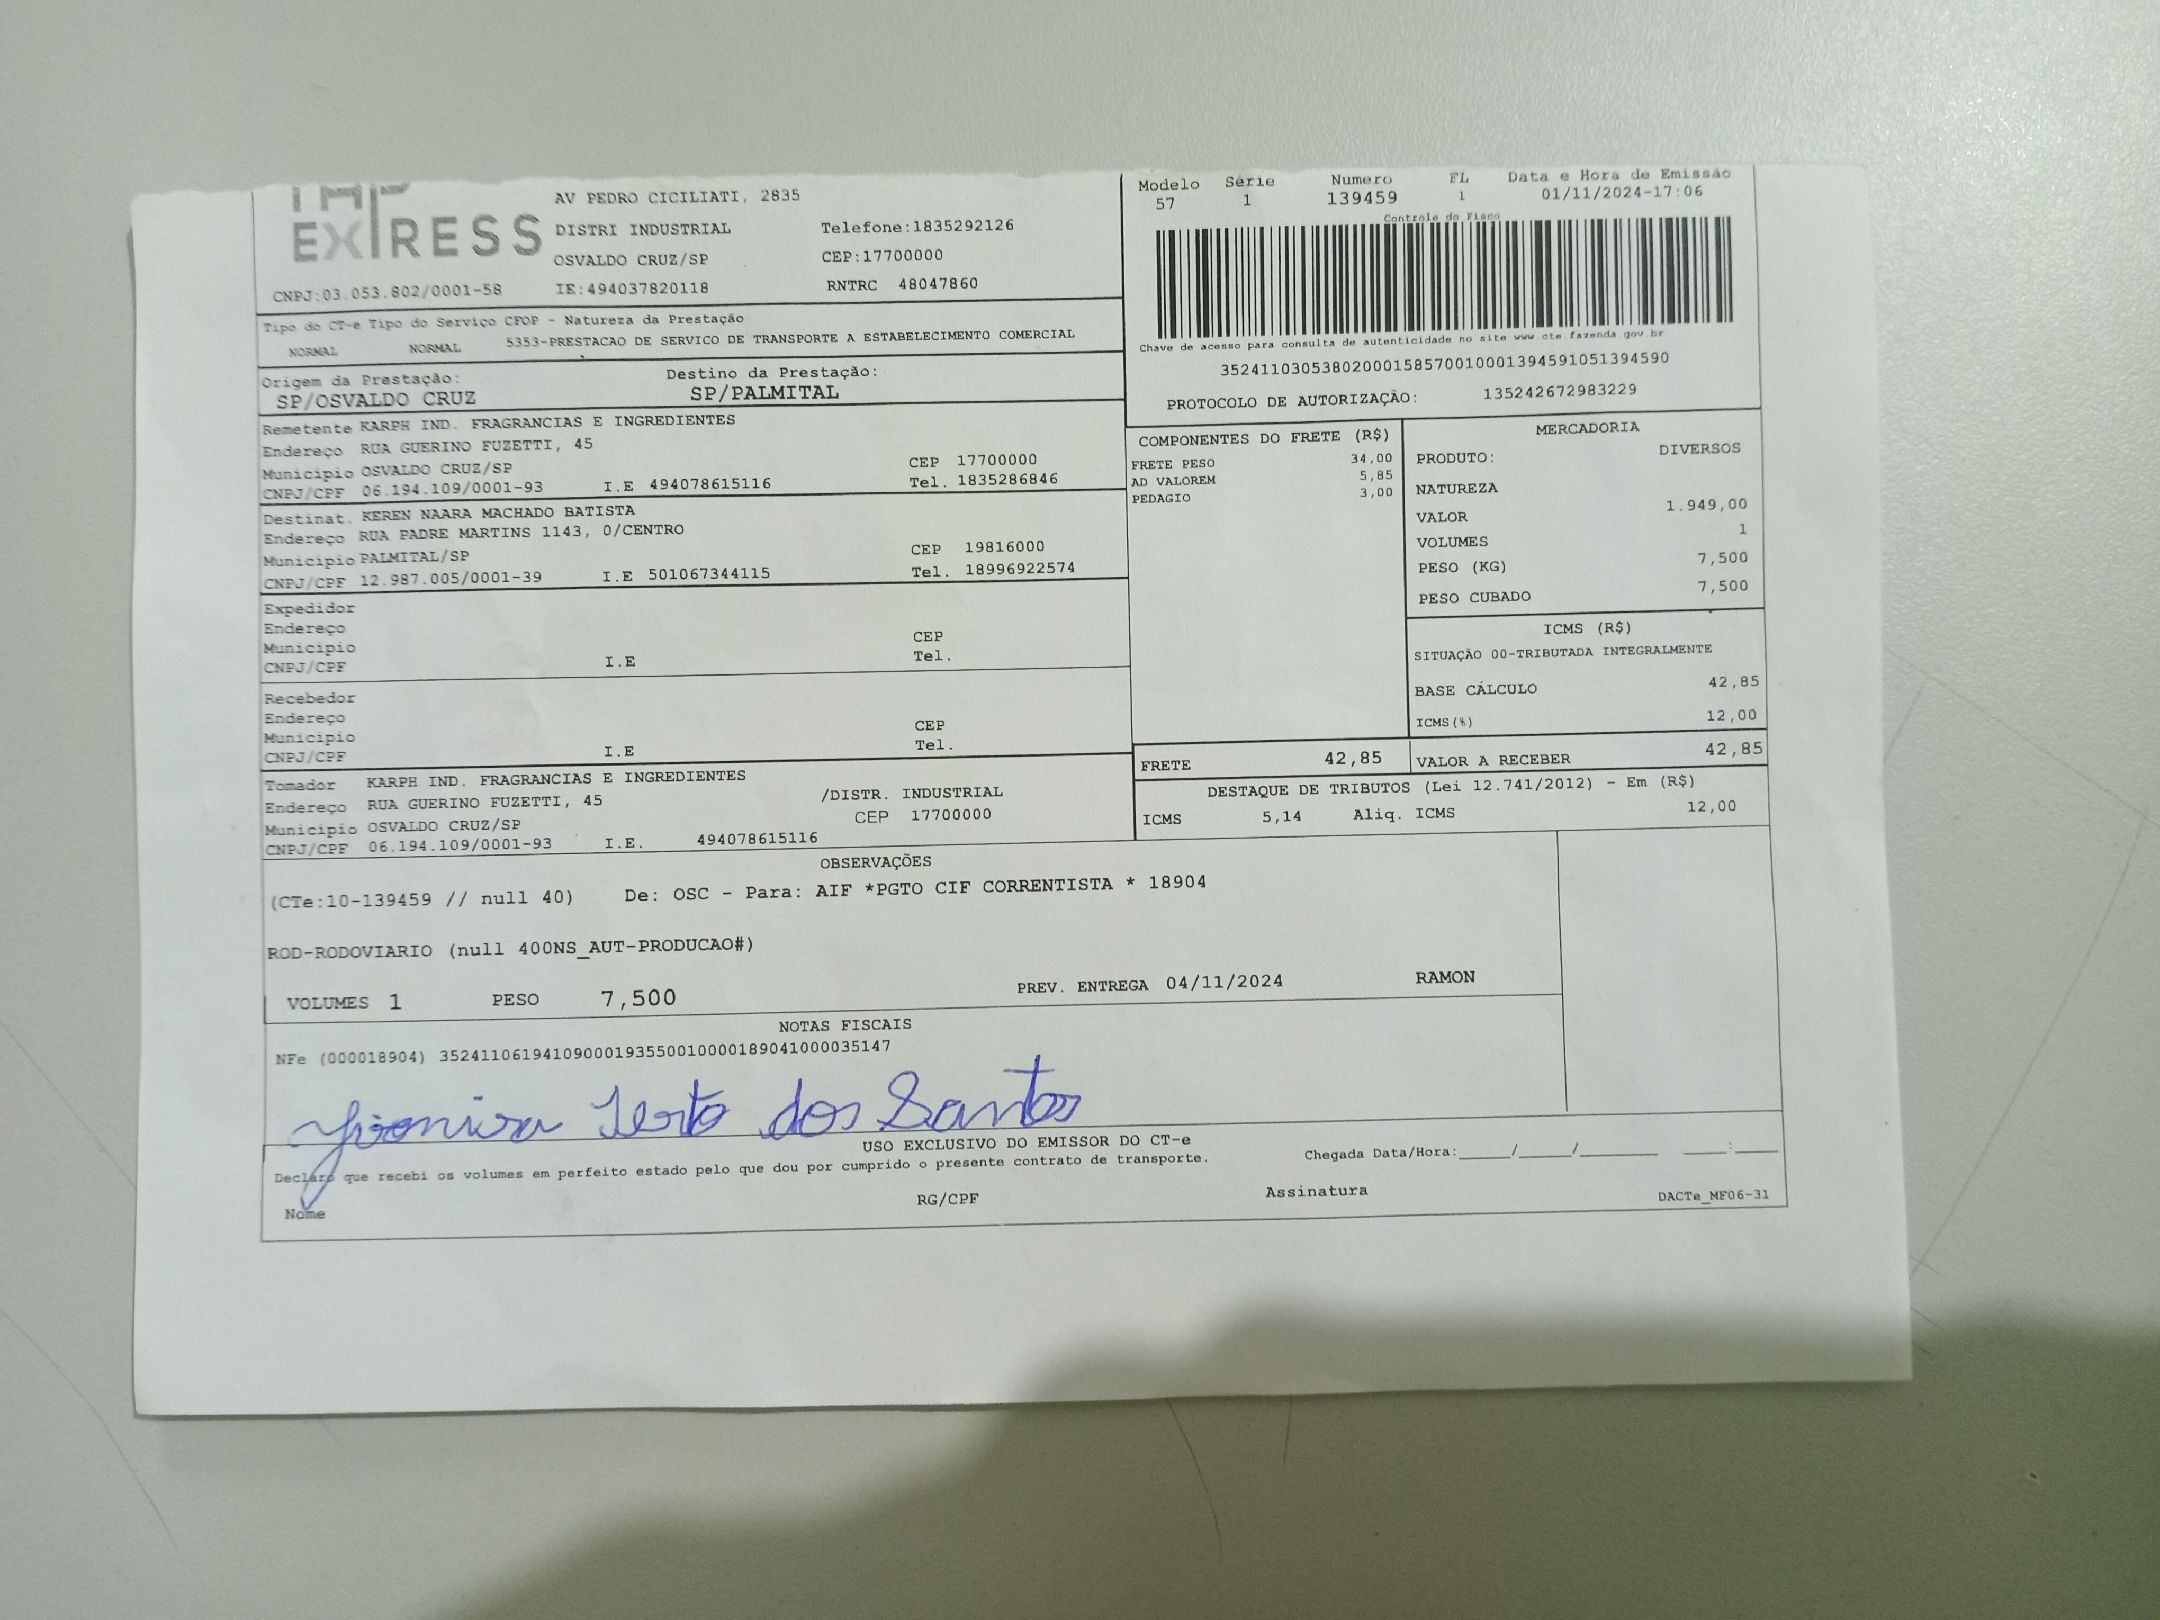 EXPRESS
AV PEDRO CICILIATI, 2835
DISTRI INDUSTRIAL Telefone:1835292126
OSVALDO CRUZ/SP CEP:17700000
CNPJ:03.053.802/0001-58 IE:494037820118 RNTRC 48047860
Modelo Série Numero FL Data e Hora de Emissão
57 1 139459 1 01/11/2024-17:06
Controle do Fisco
Chave de acesso para consulta de autenticidade no site www.cte.fazenda.gov.br
35241103053802000158570010001394591051394590
PROTOCOLO DE AUTORIZAÇÃO: 135242672983229
Tipo do CT-e Tipo do Serviço CFOP - Natureza da Prestação
NORMAL NORMAL 5353-PRESTACAO DE SERVICO DE TRANSPORTE A ESTABELECIMENTO COMERCIAL
Origem da Prestação: Destino da Prestação:
SP/OSVALDO CRUZ SP/PALMITAL
Remetente KARPH IND. FRAGRANCIAS E INGREDIENTES
Endereço RUA GUERINO FUZETTI, 45
Municipio OSVALDO CRUZ/SP CEP 17700000
CNPJ/CPF 06.194.109/0001-93 I.E 494078615116 Tel. 1835286846
Destinat. KEREN NAARA MACHADO BATISTA
Endereço RUA PADRE MARTINS 1143, 0/CENTRO
Municipio PALMITAL/SP CEP 19816000
CNPJ/CPF 12.987.005/0001-39 I.E 501067344115 Tel. 18996922574
Expedidor
Endereço
Municipio CEP
CNPJ/CPF I.E Tel.
Recebedor
Endereço
Municipio CEP
CNPJ/CPF I.E Tel.
Tomador KARPH IND. FRAGRANCIAS E INGREDIENTES
Endereço RUA GUERINO FUZETTI, 45 /DISTR. INDUSTRIAL
Municipio OSVALDO CRUZ/SP CEP 17700000
CNPJ/CPF 06.194.109/0001-93 I.E. 494078615116
COMPONENTES DO FRETE (R$)
FRETE PESO 34,00
AD VALOREM 5,85
PEDAGIO 3,00
MERCADORIA
PRODUTO: DIVERSOS
NATUREZA
VALOR 1.949,00
VOLUMES 1
PESO (KG) 7,500
PESO CUBADO 7,500
ICMS (R$)
SITUAÇÃO 00-TRIBUTADA INTEGRALMENTE
BASE CÁLCULO 42,85
ICMS(%) 12,00
FRETE 42,85 VALOR A RECEBER 42,85
DESTAQUE DE TRIBUTOS (Lei 12.741/2012) - Em (R$)
ICMS 5,14 Aliq. ICMS 12,00
OBSERVAÇÕES
(CTe:10-139459 // null 40) De: OSC - Para: AIF *PGTO CIF CORRENTISTA * 18904
ROD-RODOVIARIO (null 400NS_AUT-PRODUCAO#)
VOLUMES 1 PESO 7,500 PREV. ENTREGA 04/11/2024 RAMON
NOTAS FISCAIS
NFe (000018904) 35241106194109000193550010000189041000035147
dos Santos
USO EXCLUSIVO DO EMISSOR DO CT-e
Declaro que recebi os volumes em perfeito estado pelo que dou por cumprido o presente contrato de transporte. Chegada Data/Hora:_____/_____/_______ ____:____
Nome RG/CPF Assinatura DACTe_MF06-31